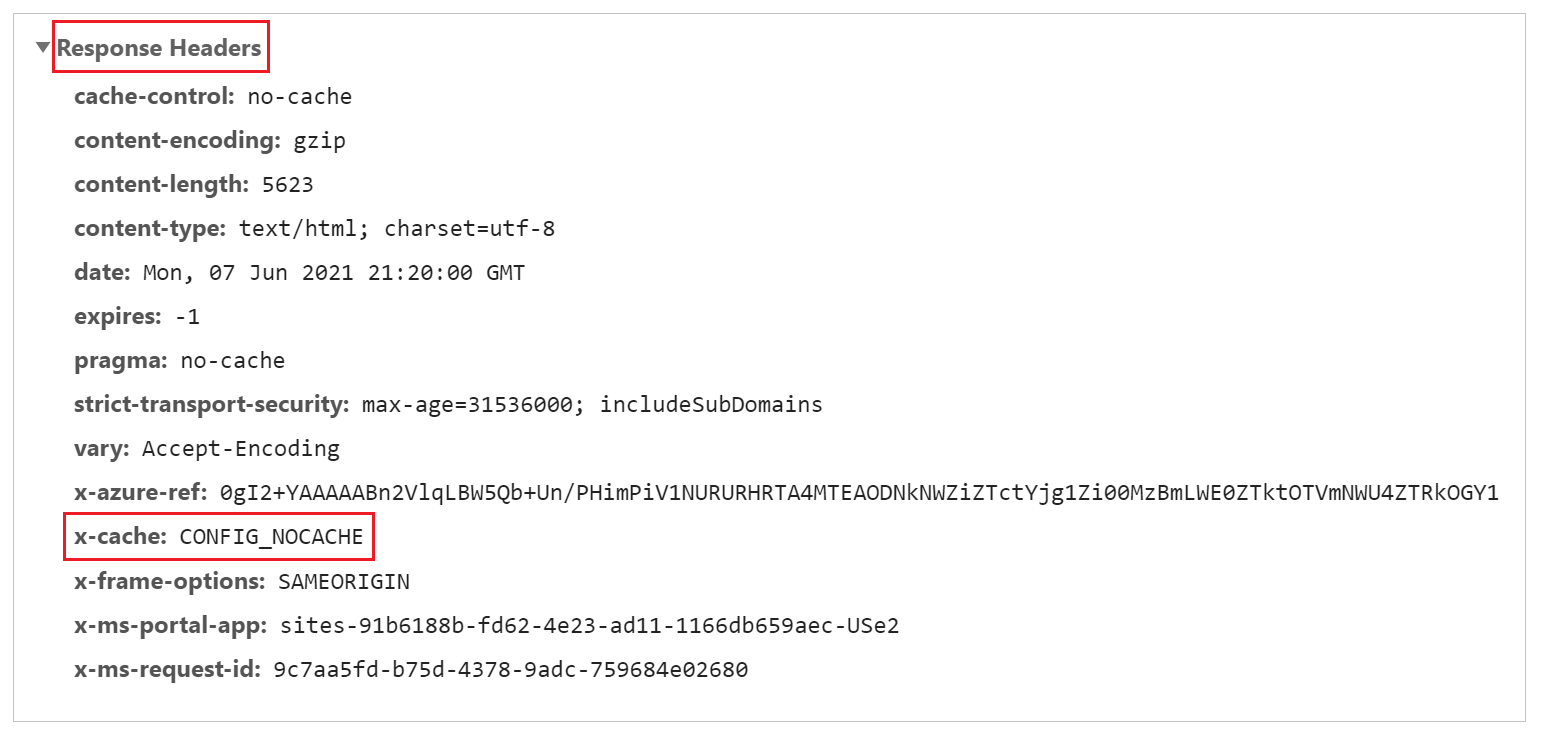 Response Headers
cache-control: no-cache
content-encoding: gzip
content-length: 5623
content-type: text/html; charset=utf-8
date: Mon, 07 Jun 2021 21:20:00 GMT
expires: -1
pragma: no-cache
strict-transport-security: max-age=31536000; includeSubDomains
vary: Accept-Encoding
x-azure-ref: 0gI2+YAAAAABn2VlqLBW5Qb+Un/PHimPiV1NURURHRTA4MTEAODNkNWZiZTctYjg1Zi00MzBmLWE0ZTktOTVmNWU4ZTRkOGY1
x-cache: CONFIG_NOCACHE
x-frame-options: SAMEORIGIN
x-ms-portal-app: sites-91b6188b-fd62-4e23-ad11-1166db659aec-USe2
x-ms-request-id: 9c7aa5fd-b75d-4378-9adc-759684e02680